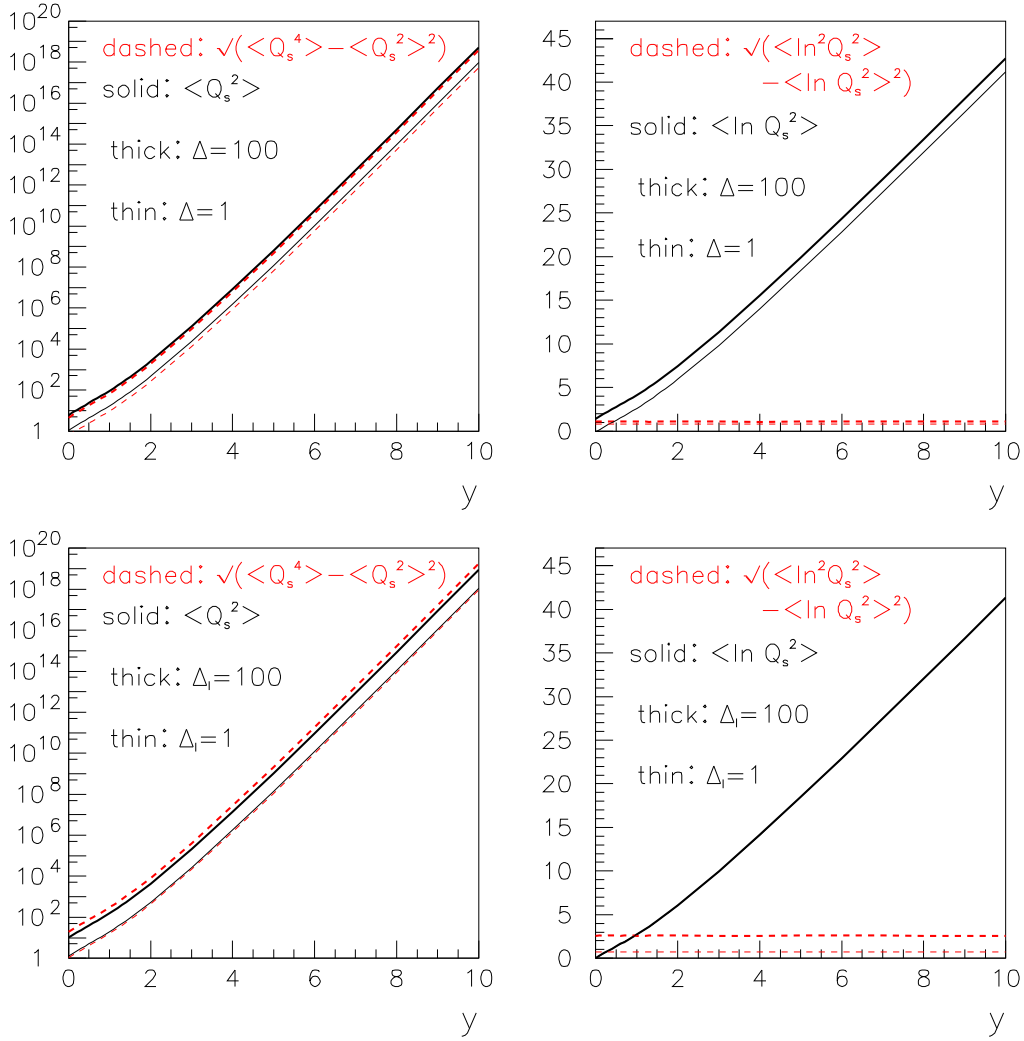 10^20
10^18
10^16
10^14
10^12
10^10
10^8
10^6
10^4
10^2
1
dashed: √(<Q_s^4>−<Q_s^2>^2)
solid: <Q_s^2>
thick: Δ=100
thin: Δ=1
0 2 4 6 8 10
y
45
40
35
30
25
20
15
10
5
0
dashed: √(<ln^2Q_s^2>
−<ln Q_s^2>^2)
solid: <ln Q_s^2>
thick: Δ=100
thin: Δ=1
0 2 4 6 8 10
y
10^20
10^18
10^16
10^14
10^12
10^10
10^8
10^6
10^4
10^2
1
dashed: √(<Q_s^4>−<Q_s^2>^2)
solid: <Q_s^2>
thick: Δ_l=100
thin: Δ_l=1
0 2 4 6 8 10
y
45
40
35
30
25
20
15
10
5
0
dashed: √(<ln^2Q_s^2>
−<ln Q_s^2>^2)
solid: <ln Q_s^2>
thick: Δ_l=100
thin: Δ_l=1
0 2 4 6 8 10
y